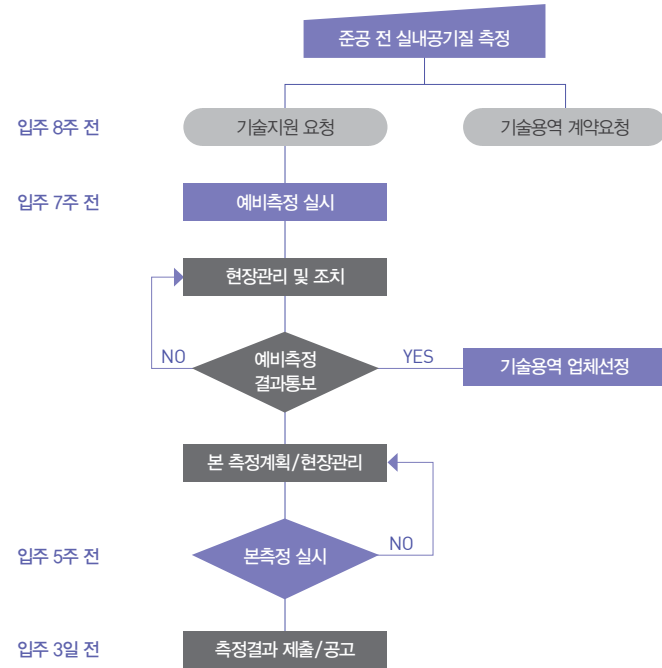 준공 전 실내공기질 측정
입주 8주 전
기술지원 요청
기술용역 계약요청
입주 7주 전
예비측정 실시
현장관리 및 조치
NO
예비측정
결과통보
YES
기술용역 업체선정
본 측정계획/현장관리
입주 5주 전
본측정 실시
NO
입주 3일 전
측정결과 제출/공고